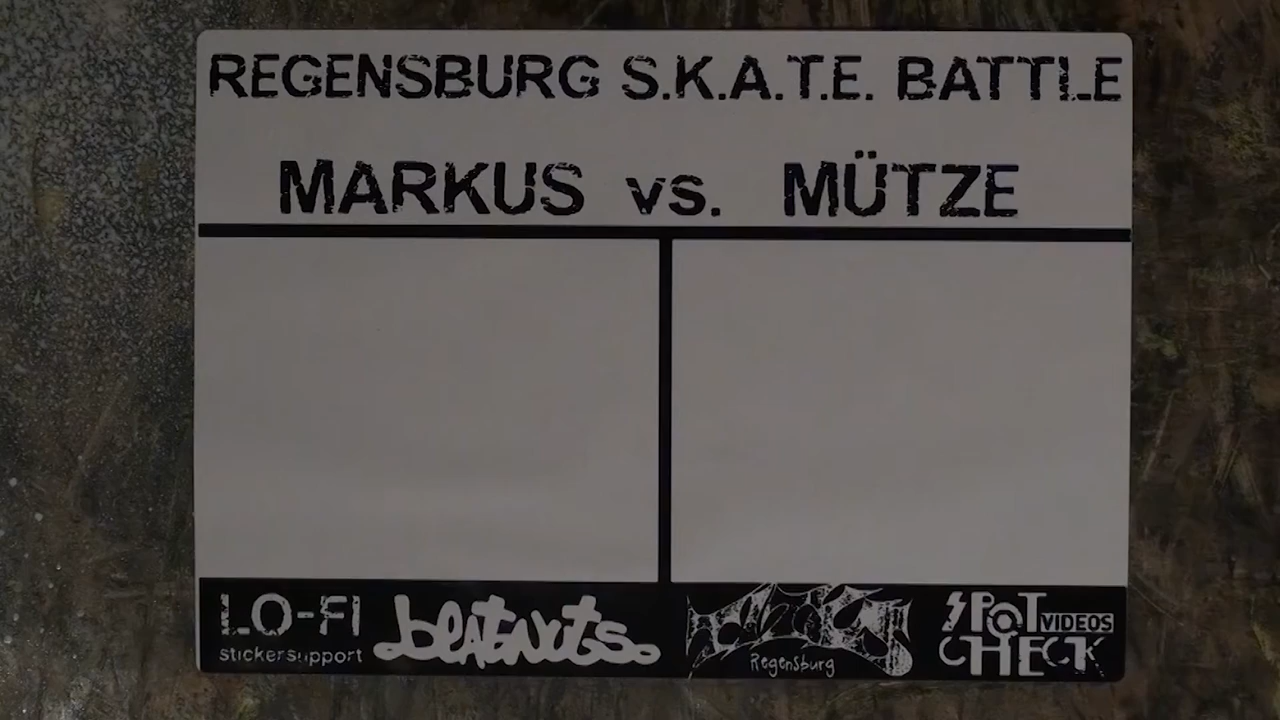 REGENSBURG S.K.A.T.E. BATTLE
MARKUS vs. MÜTZE
LO-FI
stickersupport
beatnuts.
Regensburg
SPOT VIDEOS
CHECK